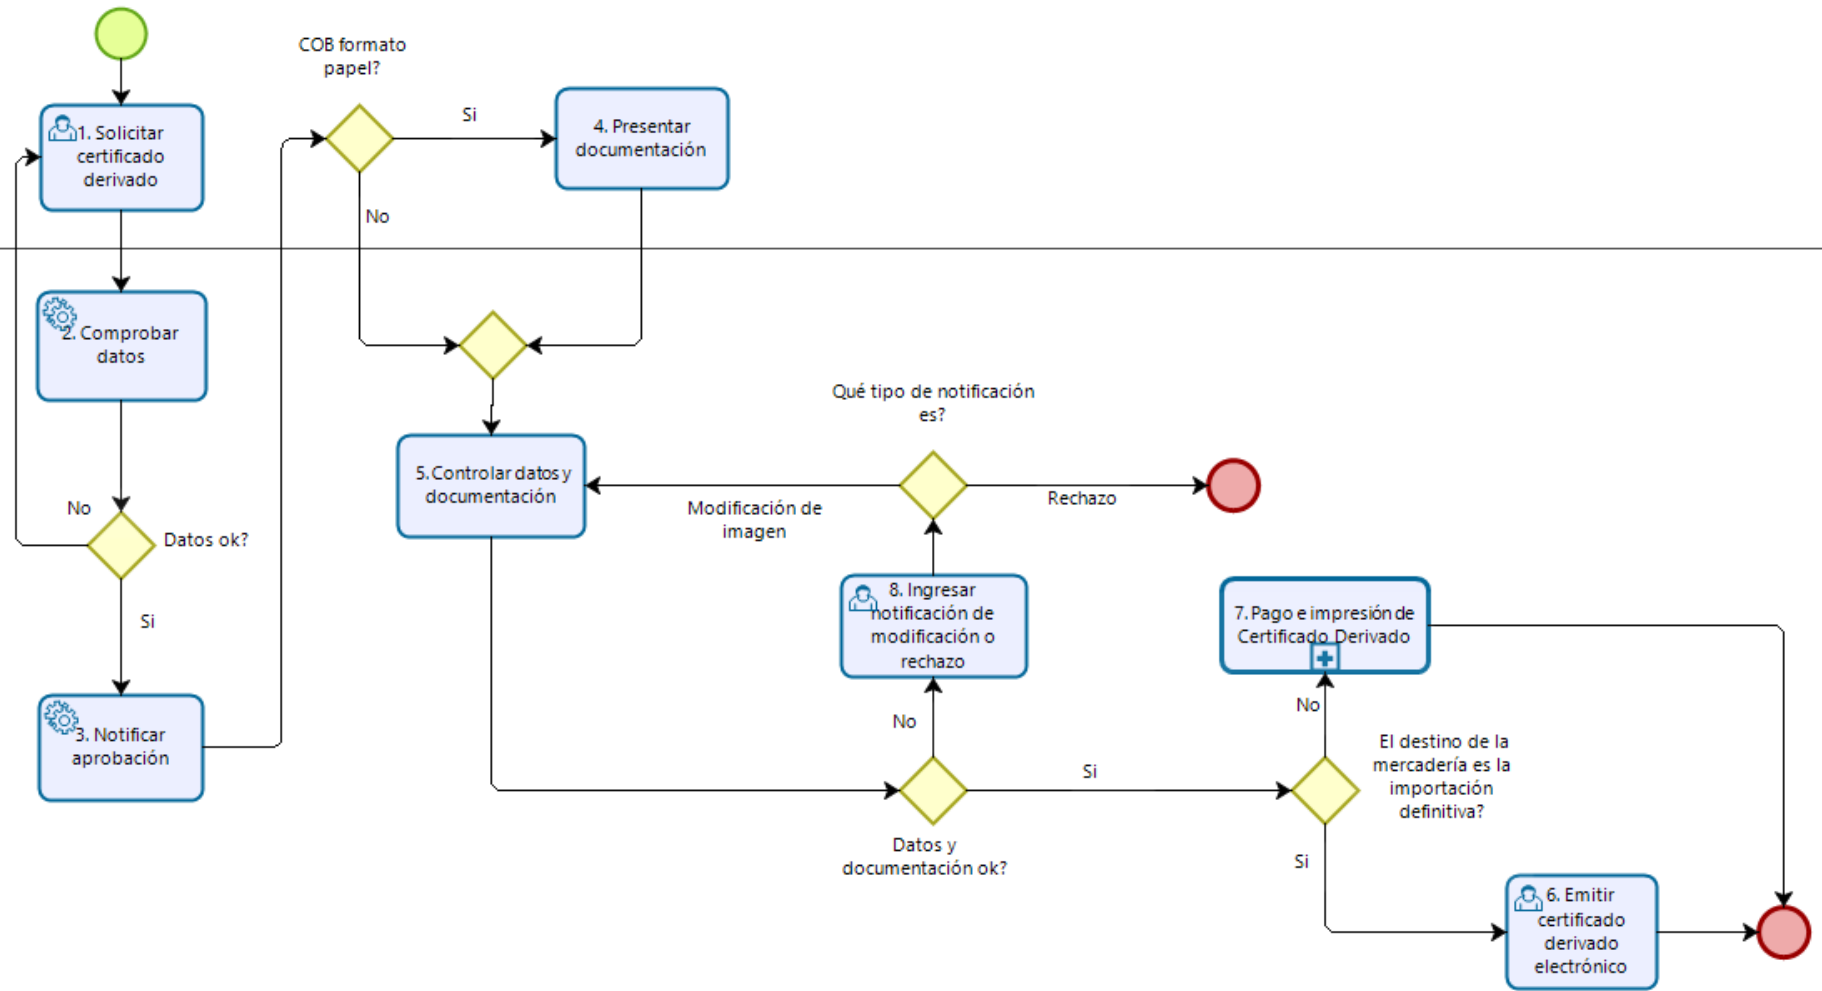 COB formato
papel?
1. Solicitar
certificado
derivado
Si
4. Presentar
documentación
No
2. Comprobar
datos
No
Datos ok?
Si
3. Notificar
aprobación
5. Controlar datos y
documentación
Qué tipo de notificación
es?
Modificación de
imagen
Rechazo
8. Ingresar
notificación de
modificación o
rechazo
No
Datos y
documentación ok?
Si
7. Pago e impresión de
Certificado Derivado
No
El destino de la
mercadería es la
importación
definitiva?
Si
6. Emitir
certificado
derivado
electrónico